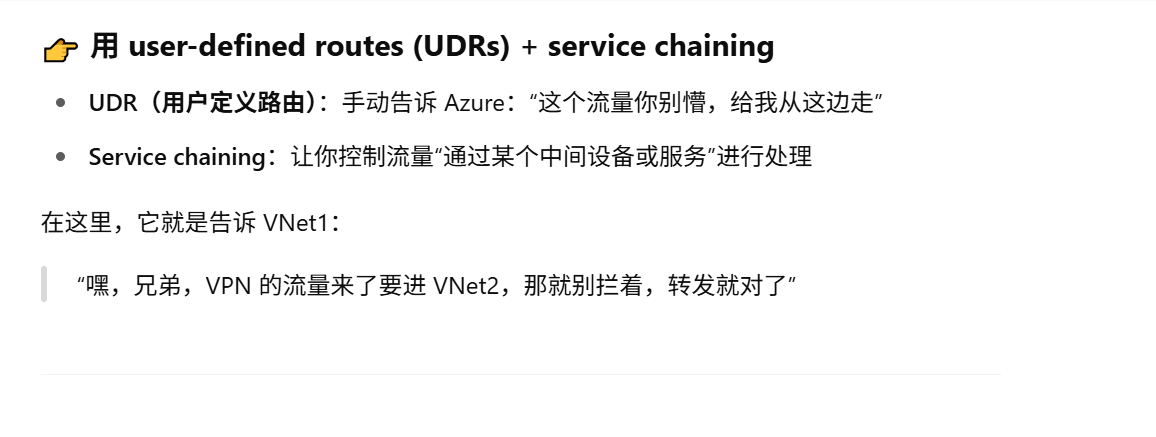 👉 用 user-defined routes (UDRs) + service chaining
• UDR（用户定义路由）：手动告诉 Azure：“这个流量你别懵，给我从这边走”
• Service chaining：让你控制流量“通过某个中间设备或服务”进行处理
在这里，它就是告诉 VNet1：
“嘿，兄弟，VPN 的流量来了要进 VNet2，那就别拦着，转发就对了”